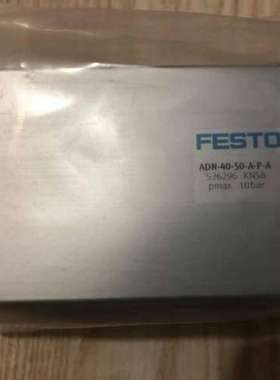 FESTO
ADN-40-50-A-P-A
536296 KN58
pmax. 10bar